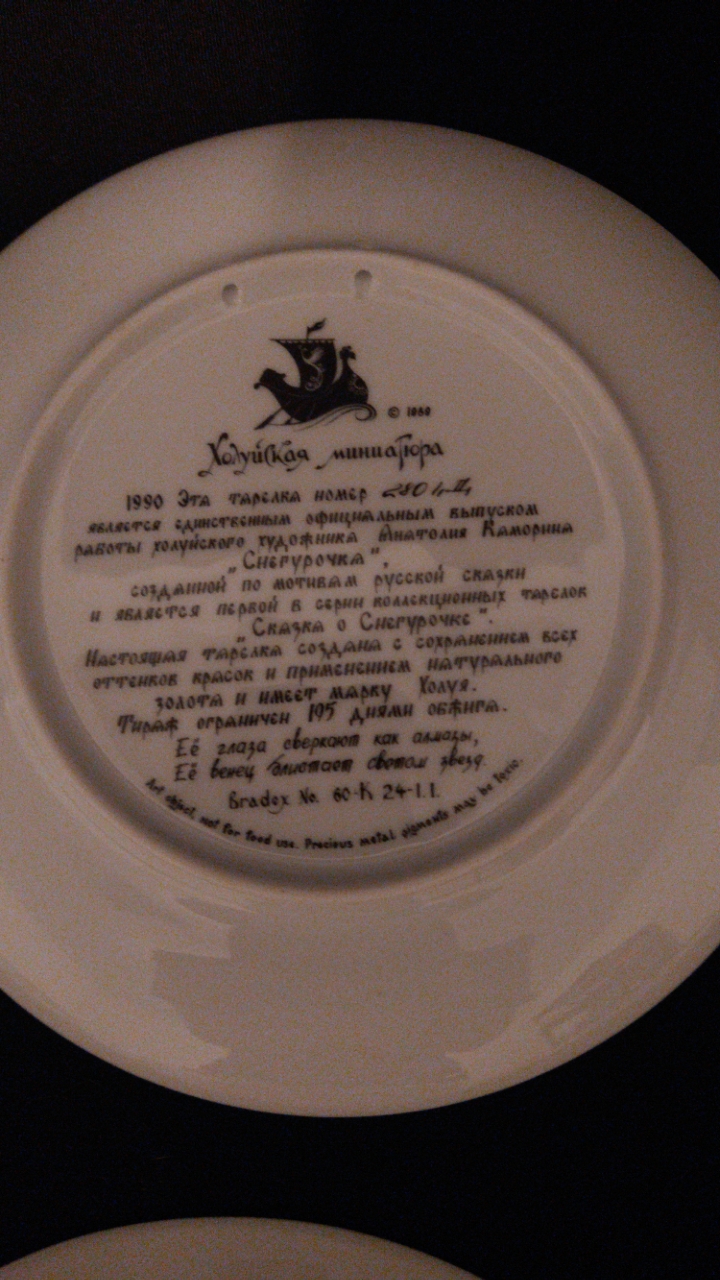 © 1989
Холуйская миниатюра
1990 Эта тарелка номер
является единственным официальным выпуском
работы холуйского художника Анатолия Каморина
„Снегурочка",
созданной по мотивам русской сказки
и является первой в серии коллекционных тарелок
„Сказка о Снегурочке".
Настоящая тарелка создана с сохранением всех
оттенков красок и применением натурального
золота и имеет марку Холуя.
Тираж ограничен 195 днями обжига.
Её глаза сверкают как алмазы,
Её венец блистает светом звезд.
Bradex No. 60-K 24-1.1.
Art object, not for food use. Precious metal pigments may be toxic.